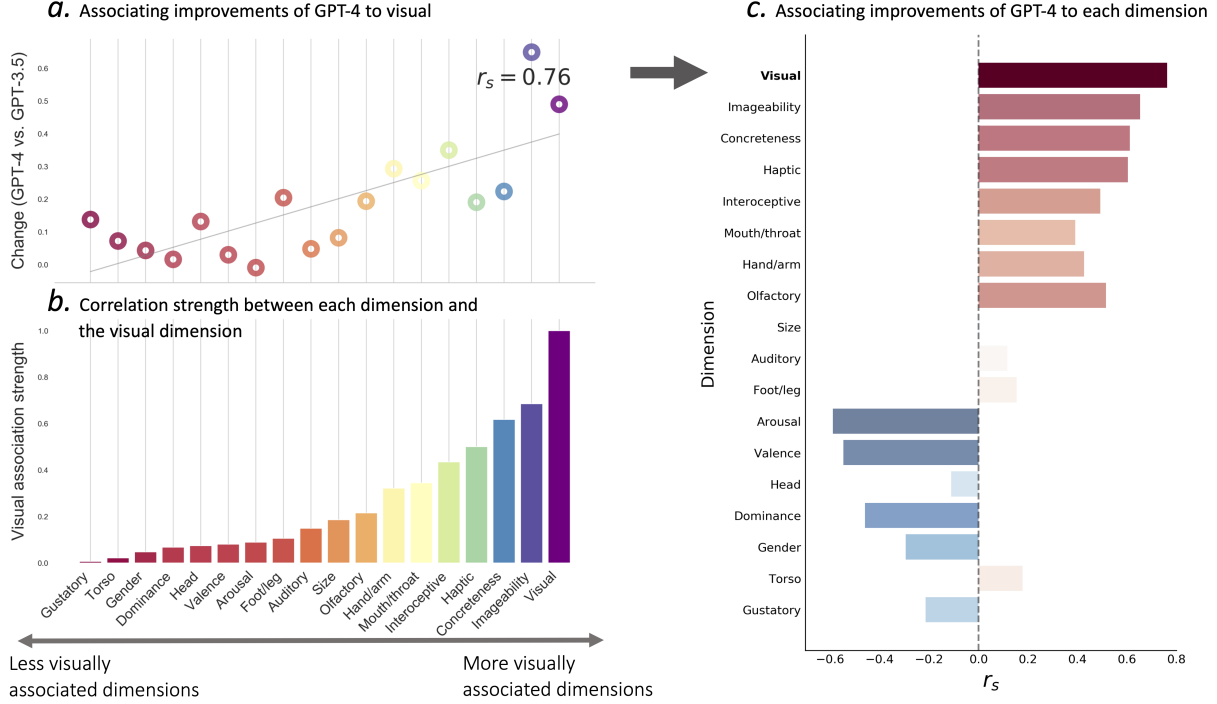 a. Associating improvements of GPT-4 to visual
Change (GPT-4 vs. GPT-3.5)
0.6
0.5
0.4
0.3
0.2
0.1
0.0
rs = 0.76
b. Correlation strength between each dimension and
the visual dimension
Visual association strength
1.0
0.8
0.6
0.4
0.2
0.0
Gustatory
Torso
Gender
Dominance
Head
Valence
Arousal
Foot/leg
Auditory
Size
Olfactory
Hand/arm
Mouth/throat
Interoceptive
Haptic
Concreteness
Imageability
Visual
Less visually
associated dimensions
More visually
associated dimensions
c. Associating improvements of GPT-4 to each dimension
Dimension
Visual
Imageability
Concreteness
Haptic
Interoceptive
Mouth/throat
Hand/arm
Olfactory
Size
Auditory
Foot/leg
Arousal
Valence
Head
Dominance
Gender
Torso
Gustatory
−0.6 −0.4 −0.2 0.0 0.2 0.4 0.6 0.8
rs